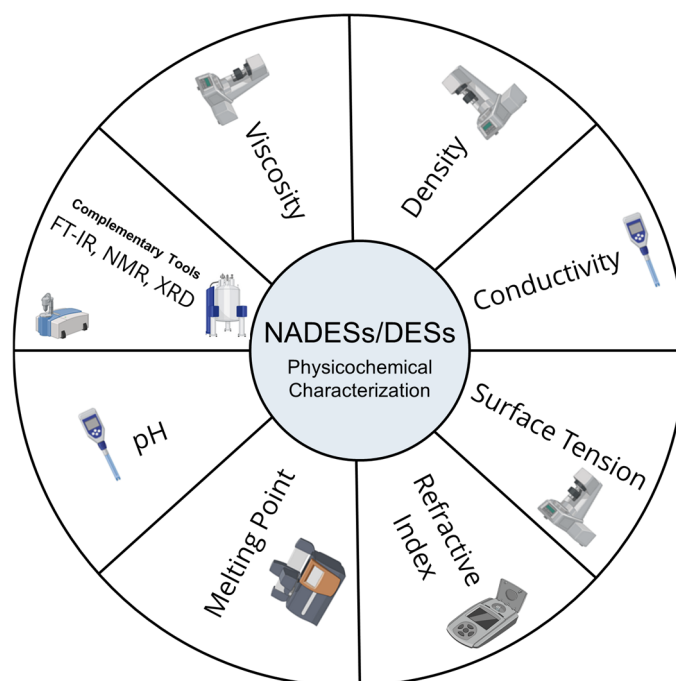 NADESs/DESs
Physicochemical
Characterization
Viscosity
Density
Conductivity
Surface Tension
Refractive
Index
Melting Point
pH
Complementary Tools
FT-IR, NMR, XRD